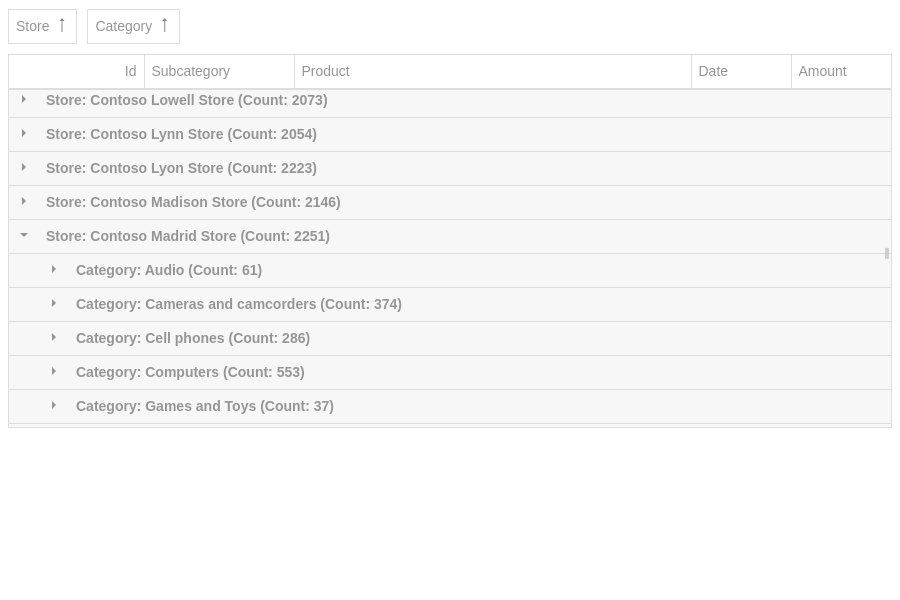 Store Category
Id Subcategory Product Date Amount
Store: Contoso Lowell Store (Count: 2073)
Store: Contoso Lynn Store (Count: 2054)
Store: Contoso Lyon Store (Count: 2223)
Store: Contoso Madison Store (Count: 2146)
Store: Contoso Madrid Store (Count: 2251)
Category: Audio (Count: 61)
Category: Cameras and camcorders (Count: 374)
Category: Cell phones (Count: 286)
Category: Computers (Count: 553)
Category: Games and Toys (Count: 37)